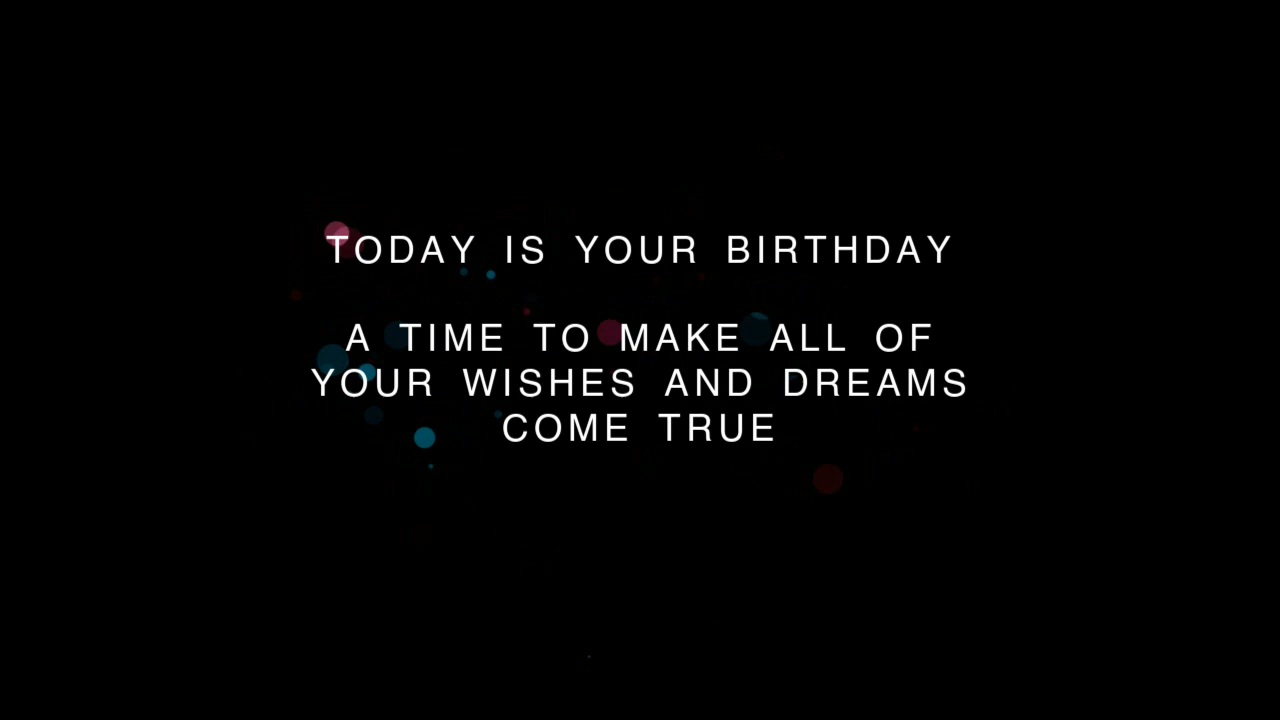 TODAY IS YOUR BIRTHDAY
A TIME TO MAKE ALL OF
YOUR WISHES AND DREAMS
COME TRUE